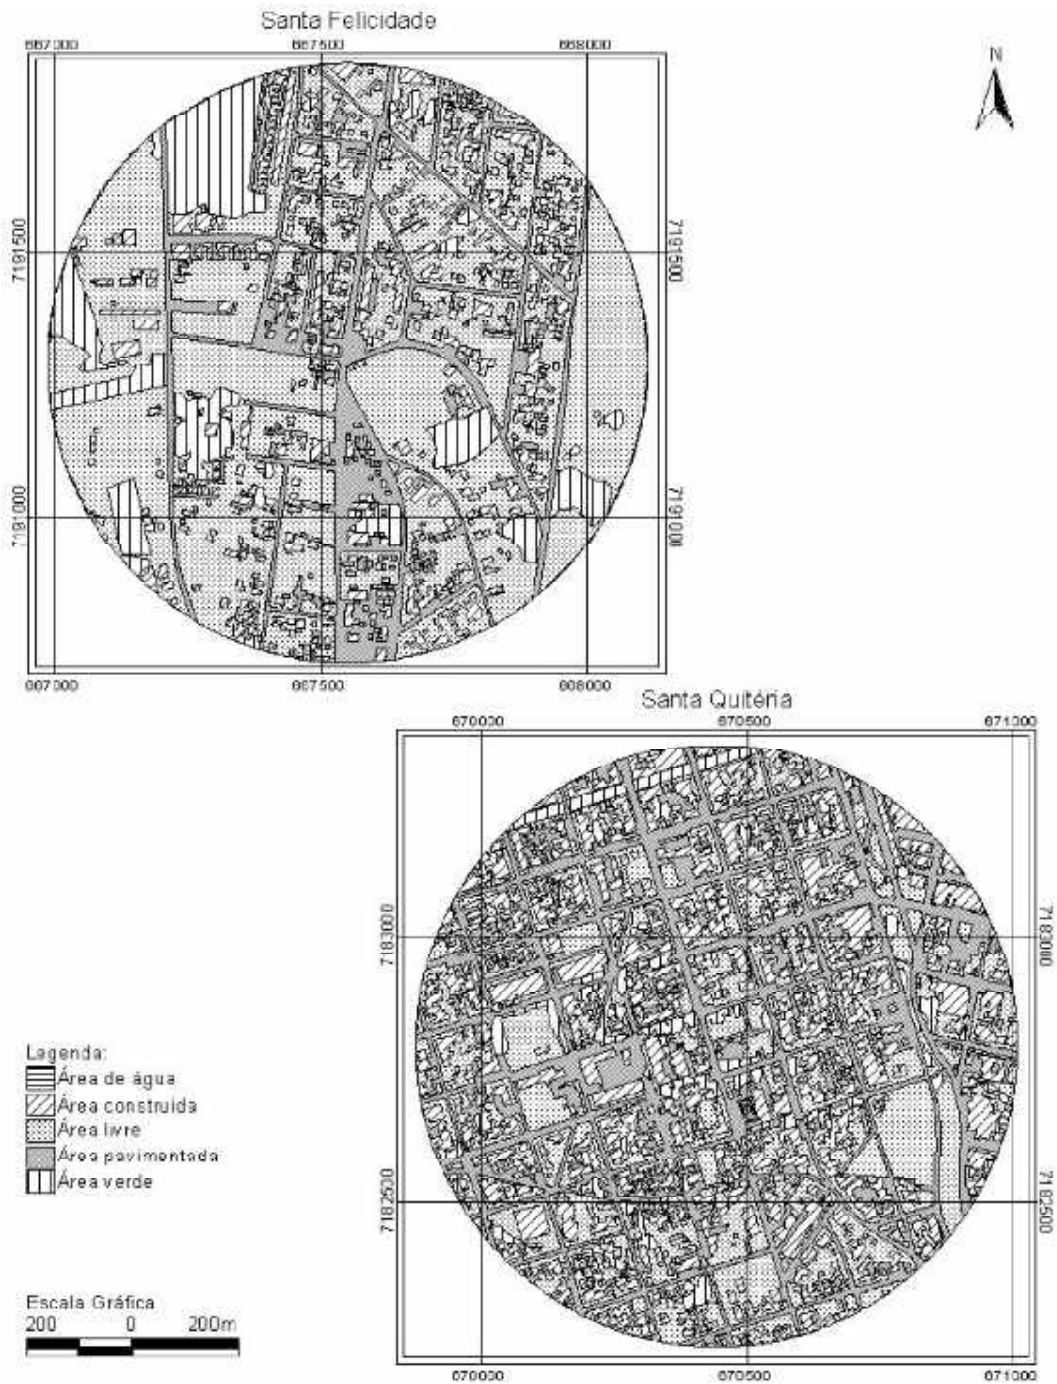 Santa Felicidade
667000 667500 668000
N
7191500 7191500
7191000 7191000
667000 667500 668000
Santa Quitéria
670000 670500 671000
7183000 7183000
7182500 7182500
670000 670500 671000
Legenda:
Área de água
Área construída
Área livre
Área pavimentada
Área verde
Escala Gráfica
200 0 200m